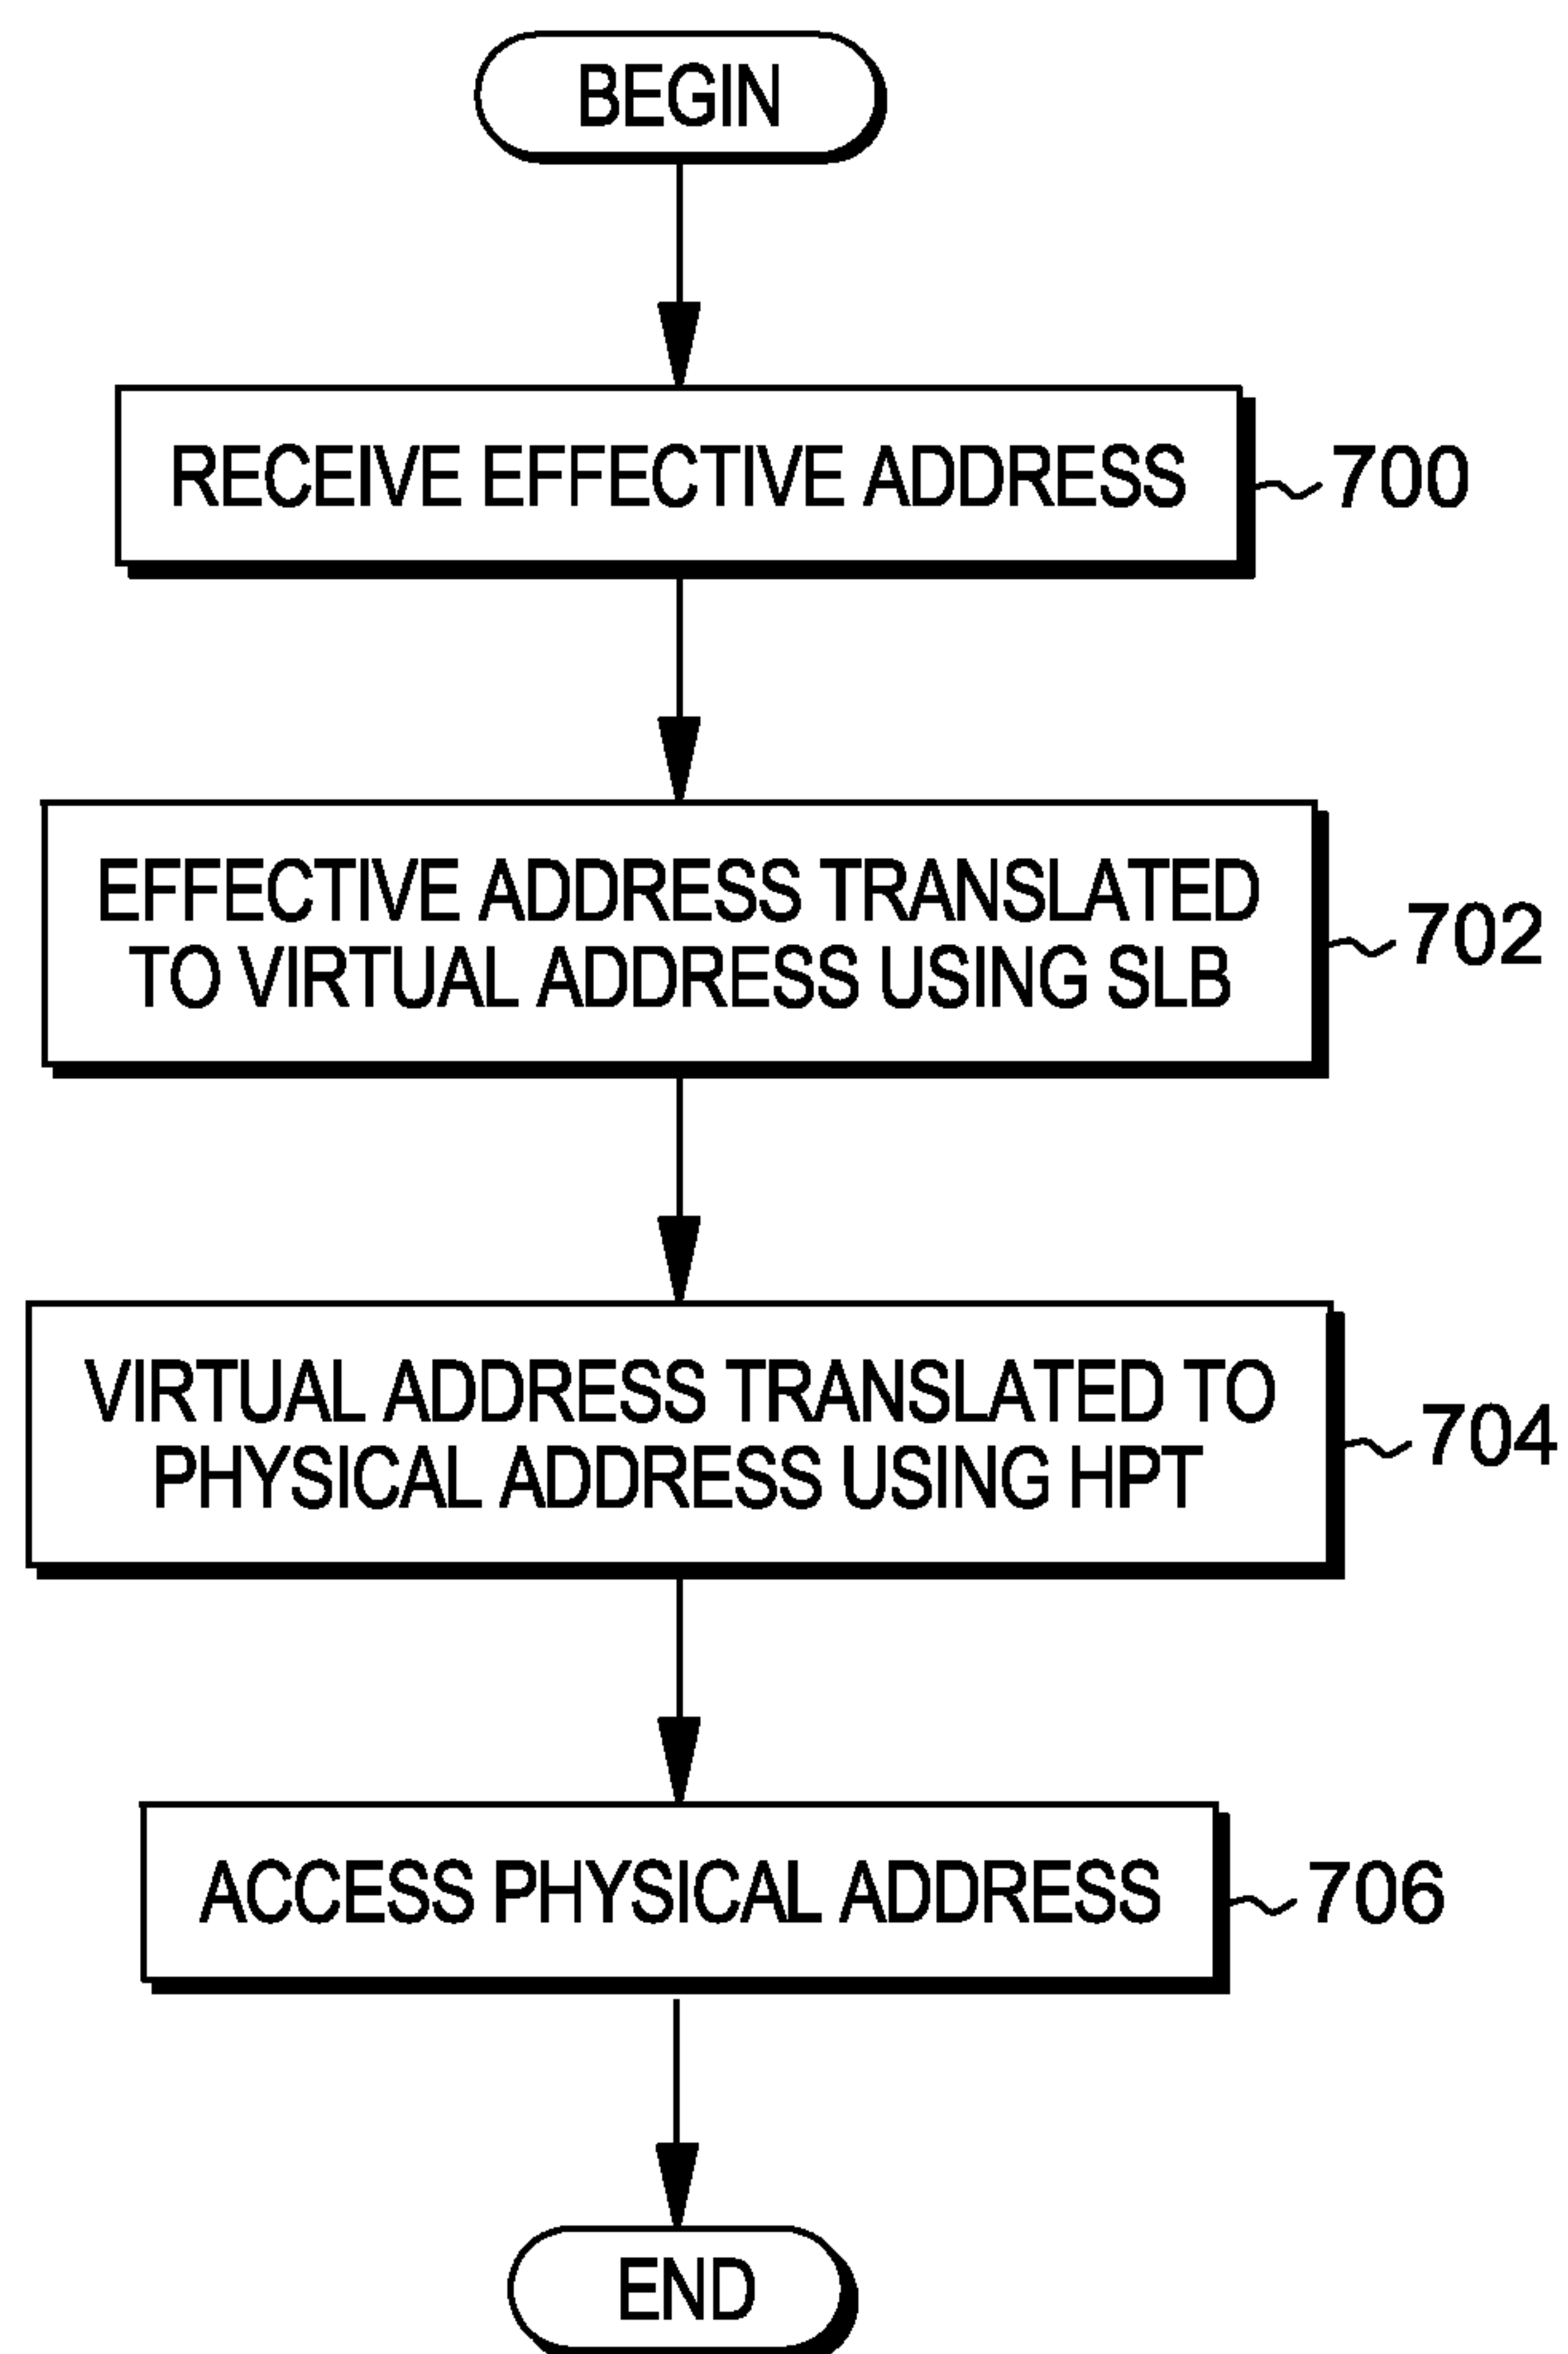 BEGIN
RECEIVE EFFECTIVE ADDRESS
700
EFFECTIVE ADDRESS TRANSLATED
TO VIRTUAL ADDRESS USING SLB
702
VIRTUAL ADDRESS TRANSLATED TO
PHYSICAL ADDRESS USING HPT
704
ACCESS PHYSICAL ADDRESS
706
END